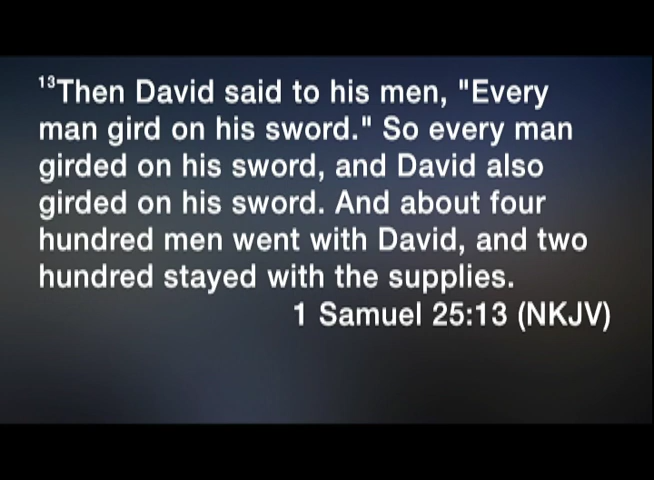 ¹³Then David said to his men, "Every
man gird on his sword." So every man
girded on his sword, and David also
girded on his sword. And about four
hundred men went with David, and two
hundred stayed with the supplies.
1 Samuel 25:13 (NKJV)